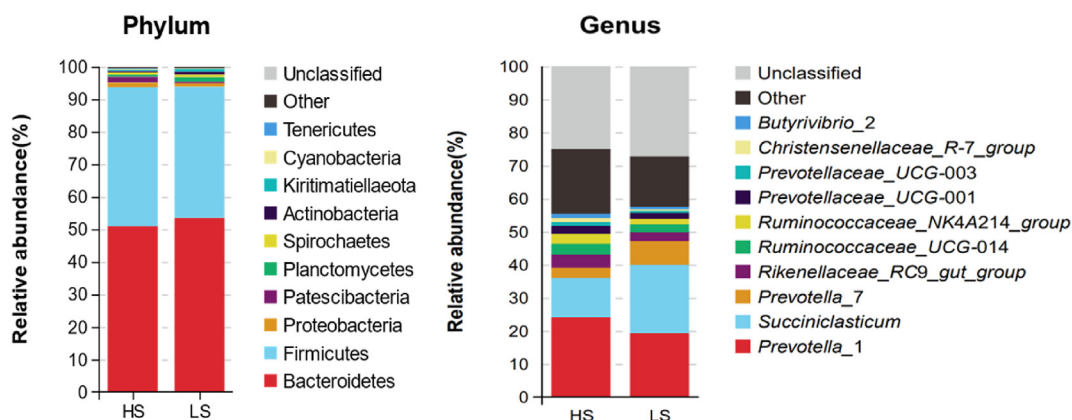 Phylum
Relative abundance(%)
100
90
80
70
60
50
40
30
20
10
0
HS LS
Unclassified
Other
Tenericutes
Cyanobacteria
Kiritimatiellaeota
Actinobacteria
Spirochaetes
Planctomycetes
Patescibacteria
Proteobacteria
Firmicutes
Bacteroidetes
Genus
Relative abundance(%)
100
90
80
70
60
50
40
30
20
10
0
HS LS
Unclassified
Other
Butyrivibrio_2
Christensenellaceae_R-7_group
Prevotellaceae_UCG-003
Prevotellaceae_UCG-001
Ruminococcaceae_NK4A214_group
Ruminococcaceae_UCG-014
Rikenellaceae_RC9_gut_group
Prevotella_7
Succiniclasticum
Prevotella_1